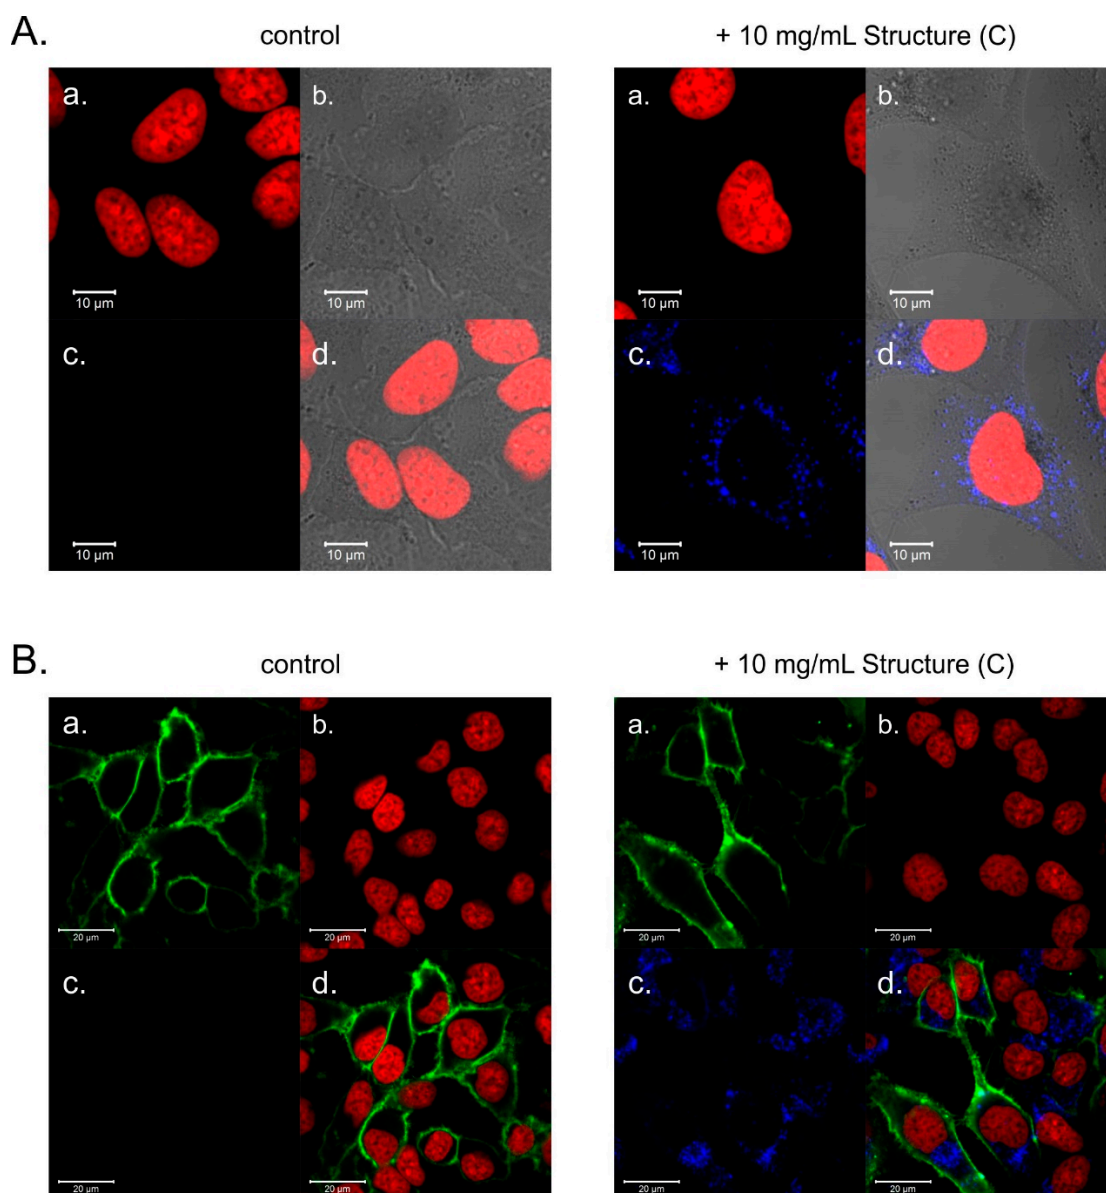 A.
control
+ 10 mg/mL Structure (C)
a.
b.
a.
b.
10 µm
10 µm
10 µm
10 µm
c.
d.
c.
d.
10 µm
10 µm
10 µm
10 µm
B.
control
+ 10 mg/mL Structure (C)
a.
b.
a.
b.
20 µm
20 µm
20 µm
20 µm
c.
d.
c.
d.
20 µm
20 µm
20 µm
20 µm